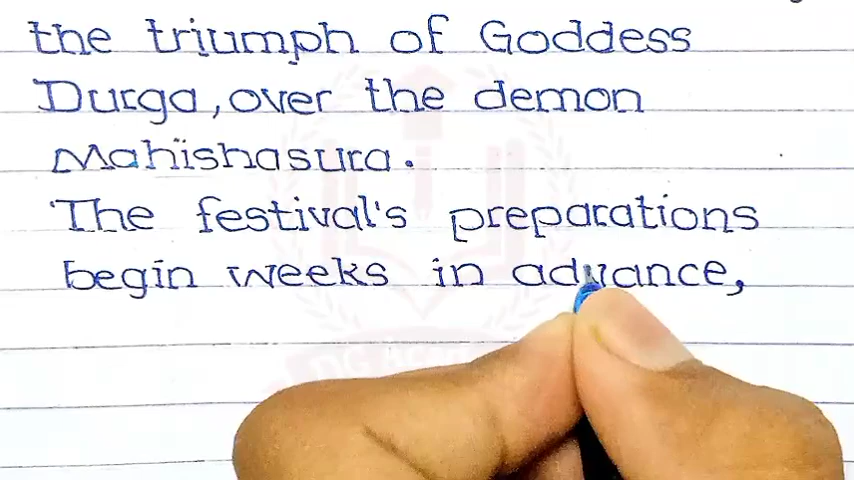 the triumph of Goddess
Durga, over the demon
Mahishasura.
The festival's preparations
begin weeks in advance,